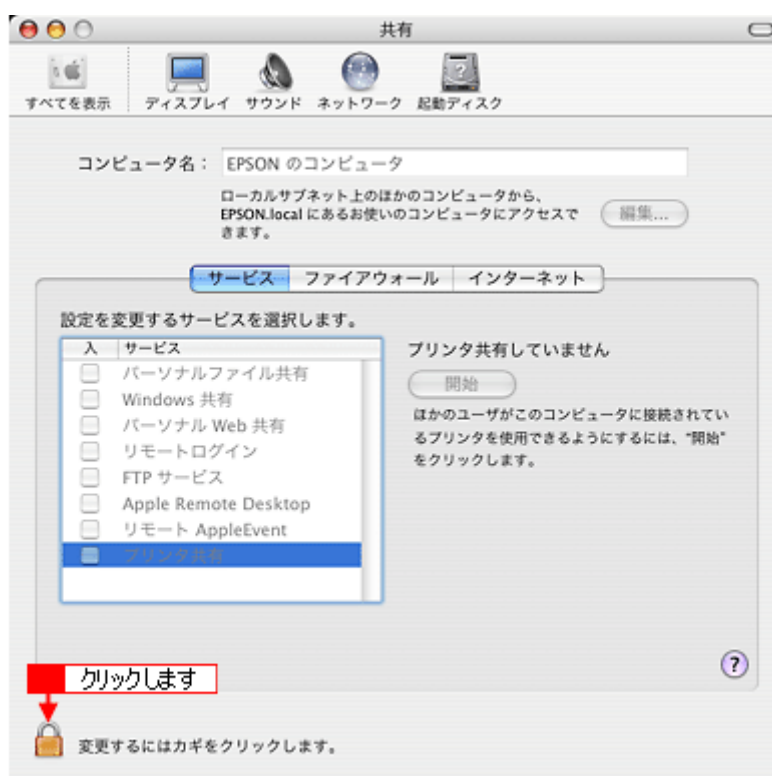 共有
すべてを表示 ディスプレイ サウンド ネットワーク 起動ディスク
コンピュータ名： EPSON のコンピュータ
ローカルサブネット上のほかのコンピュータから、
EPSON.local にあるお使いのコンピュータにアクセスで
きます。
編集...
サービス ファイアウォール インターネット
設定を変更するサービスを選択します。
入 サービス
パーソナルファイル共有
Windows 共有
パーソナル Web 共有
リモートログイン
FTP サービス
Apple Remote Desktop
リモート AppleEvent
プリンタ共有
プリンタ共有していません
開始
ほかのユーザがこのコンピュータに接続されてい
るプリンタを使用できるようにするには、“開始”
をクリックします。
?
クリックします
変更するにはカギをクリックします。